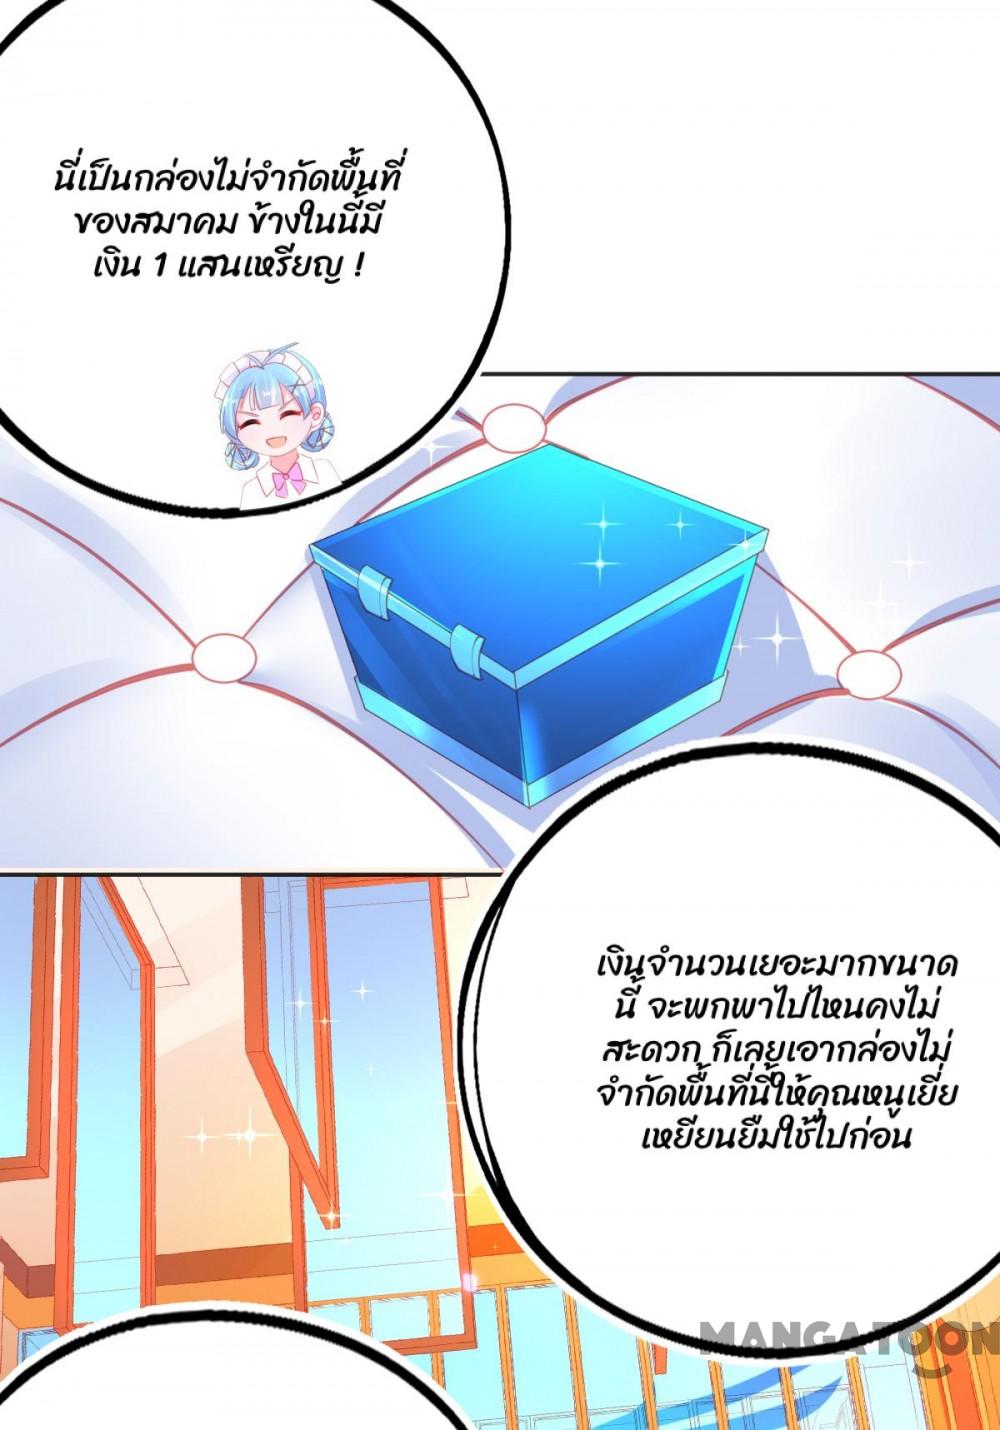 นี่เป็นกล่องไม่จำกัดพื้นที่
ของสมาคม ข้างในนี้มี
เงิน 1 แสนเหรียญ !
เงินจำนวนเยอะมากขนาด
นี้ จะพกพาไปไหนคงไม่
สะดวก ก็เลยเอากล่องไม่
จำกัดพื้นที่นี้ให้คุณหนูเยี่ย
เหยียนยืมใช้ไปก่อน
MANGATOON